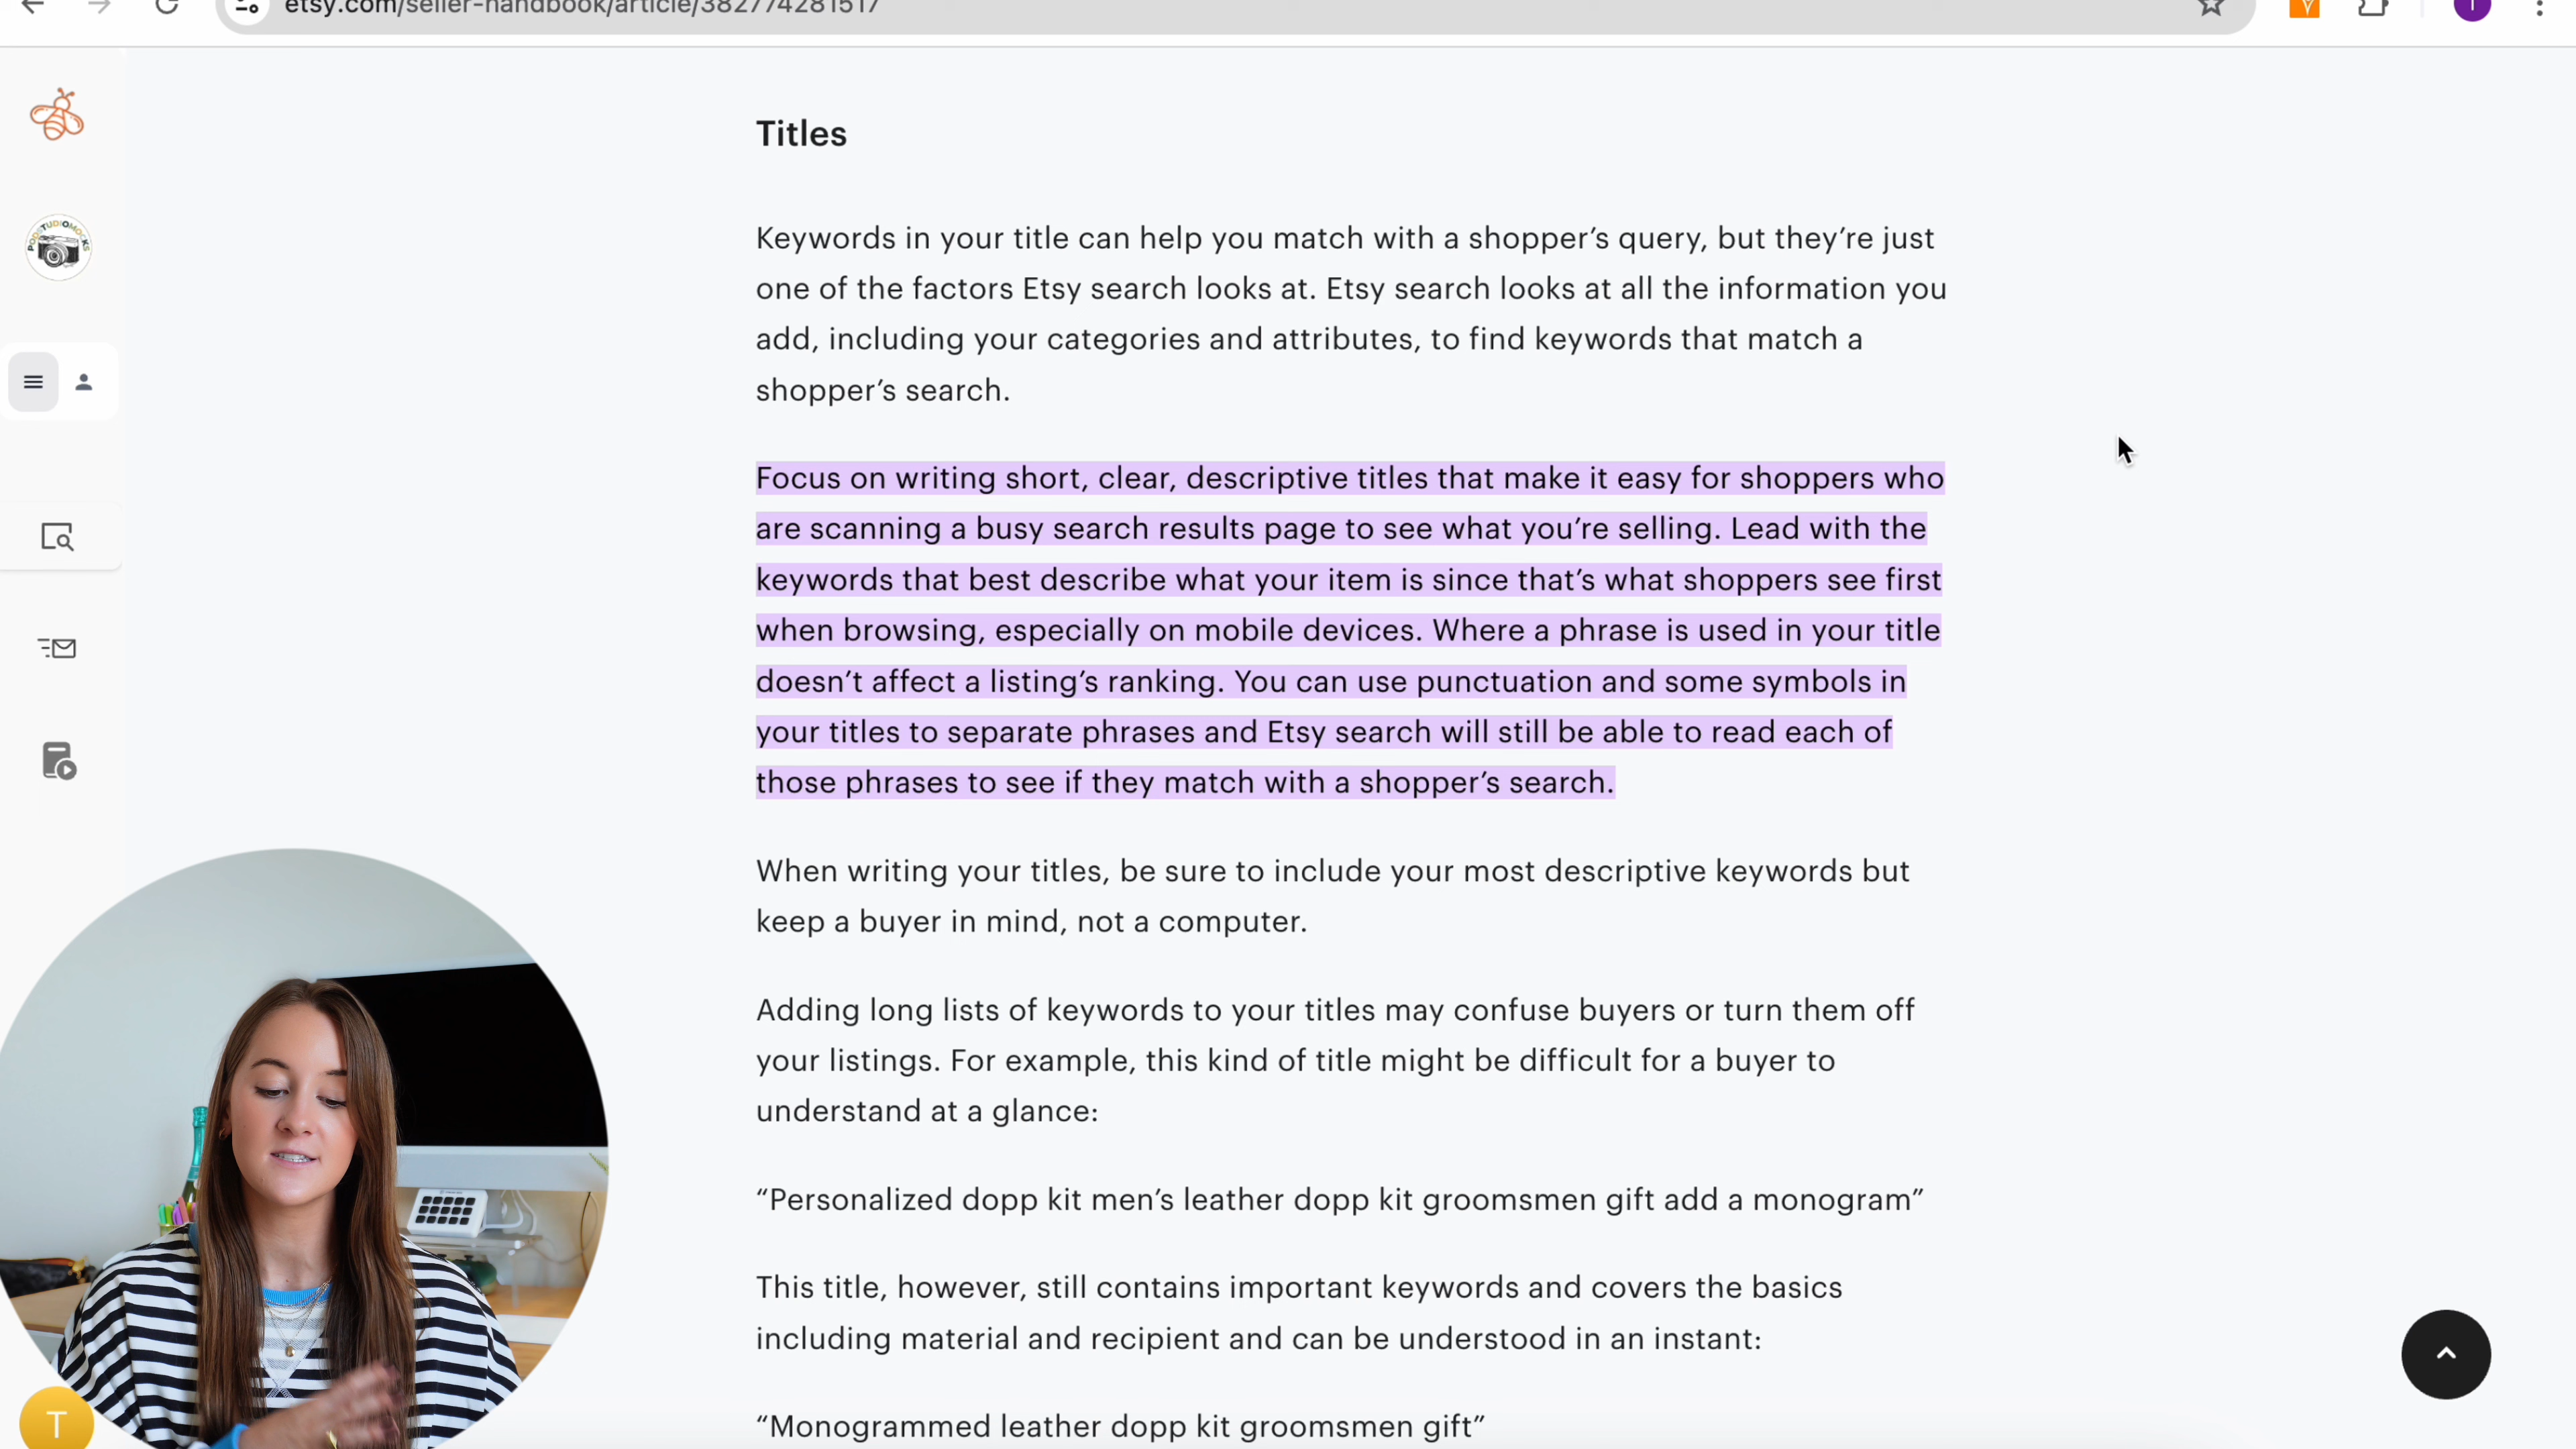 etsy.com/seller-handbook/article/382774281517
T
PODSTUDIOMOCKS
Titles
Keywords in your title can help you match with a shopper’s query, but they’re just
one of the factors Etsy search looks at. Etsy search looks at all the information you
add, including your categories and attributes, to find keywords that match a
shopper’s search.
Focus on writing short, clear, descriptive titles that make it easy for shoppers who
are scanning a busy search results page to see what you’re selling. Lead with the
keywords that best describe what your item is since that’s what shoppers see first
when browsing, especially on mobile devices. Where a phrase is used in your title
doesn’t affect a listing’s ranking. You can use punctuation and some symbols in
your titles to separate phrases and Etsy search will still be able to read each of
those phrases to see if they match with a shopper’s search.
When writing your titles, be sure to include your most descriptive keywords but
keep a buyer in mind, not a computer.
Adding long lists of keywords to your titles may confuse buyers or turn them off
your listings. For example, this kind of title might be difficult for a buyer to
understand at a glance:
“Personalized dopp kit men’s leather dopp kit groomsmen gift add a monogram”
This title, however, still contains important keywords and covers the basics
including material and recipient and can be understood in an instant:
“Monogrammed leather dopp kit groomsmen gift”
T